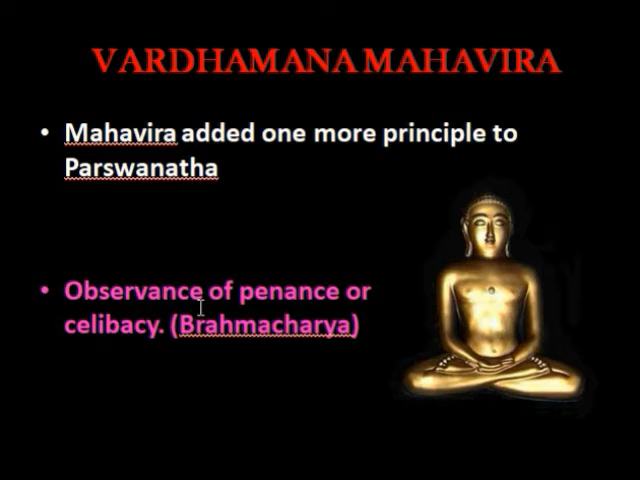 VARDHAMANA MAHAVIRA
• Mahavira added one more principle to
Parswanatha
• Observance of penance or
celibacy. (Brahmacharya)